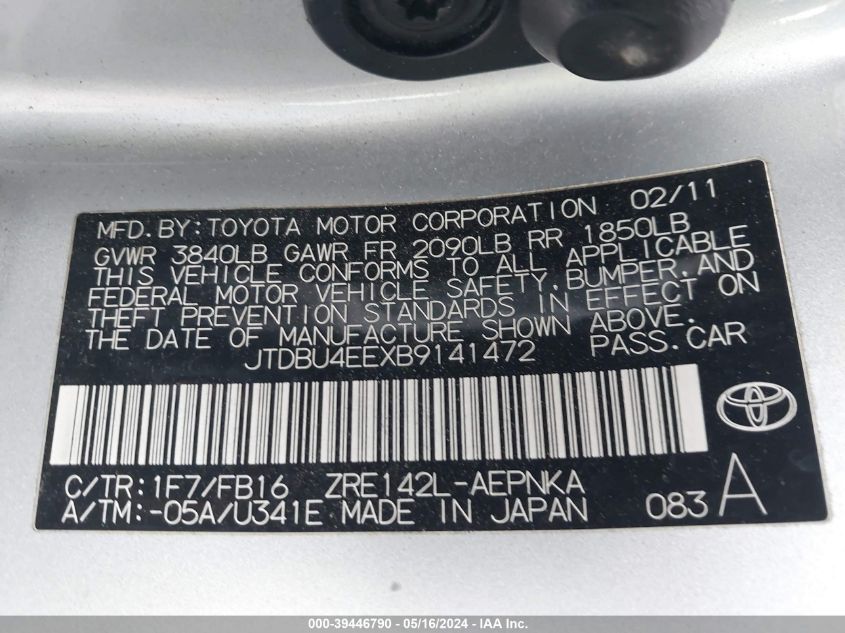 MFD.BY:TOYOTA MOTOR CORPORATION 02/11
GVWR 3840LB GAWR FR 2090LB RR 1850LB
THIS VEHICLE CONFORMS TO ALL APPLICABLE
FEDERAL MOTOR VEHICLE SAFETY,BUMPER,AND
THEFT PREVENTION STANDARDS IN EFFECT ON
THE DATE OF MANUFACTURE SHOWN ABOVE.
JTDBU4EEXB9141472 PASS.CAR
C/TR:1F7/FB16 ZRE142L-AEPNKA
A/TM:-05A/U341E MADE IN JAPAN 083 A
000-39446790 - 05/16/2024 - IAA Inc.